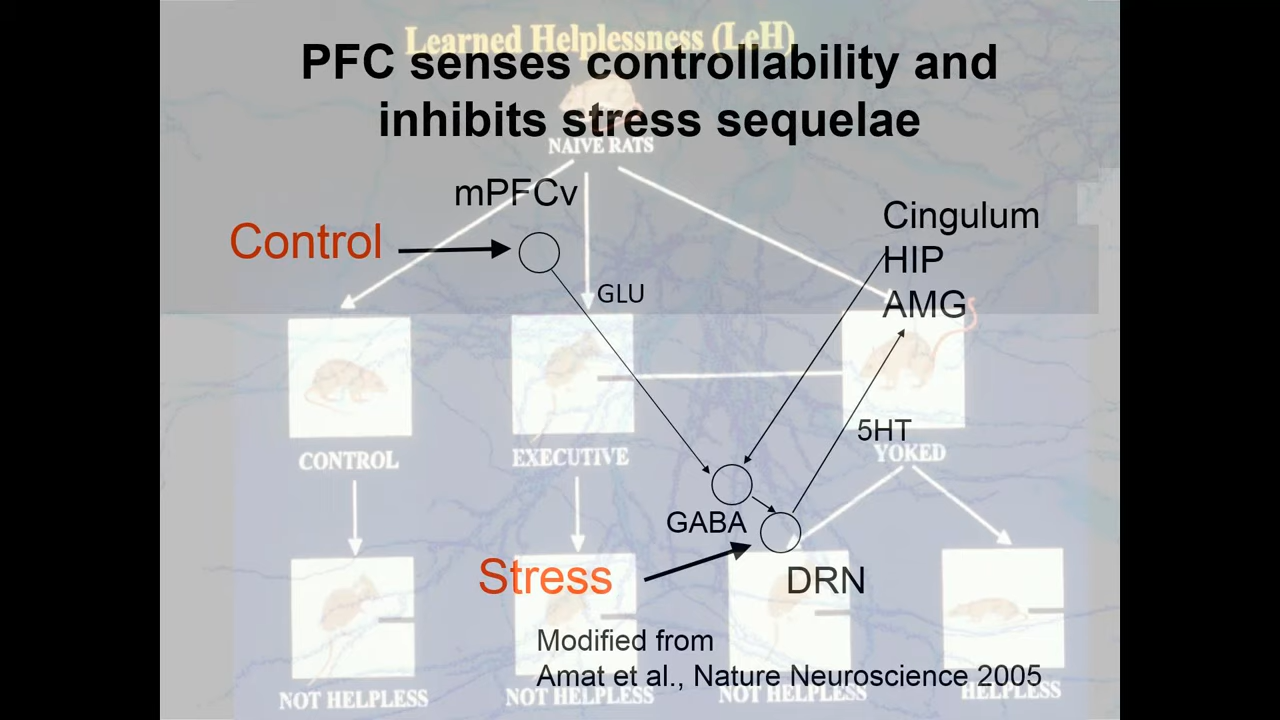 Learned Helplessness (LeH)
PFC senses controllability and
inhibits stress sequelae
NAIVE RATS
mPFCv
Control
Cingulum
HIP
AMG
GLU
5HT
CONTROL
EXECUTIVE
YOKED
GABA
Stress
DRN
Modified from
Amat et al., Nature Neuroscience 2005
NOT HELPLESS
NOT HELPLESS
NOT HELPLESS
HELPLESS